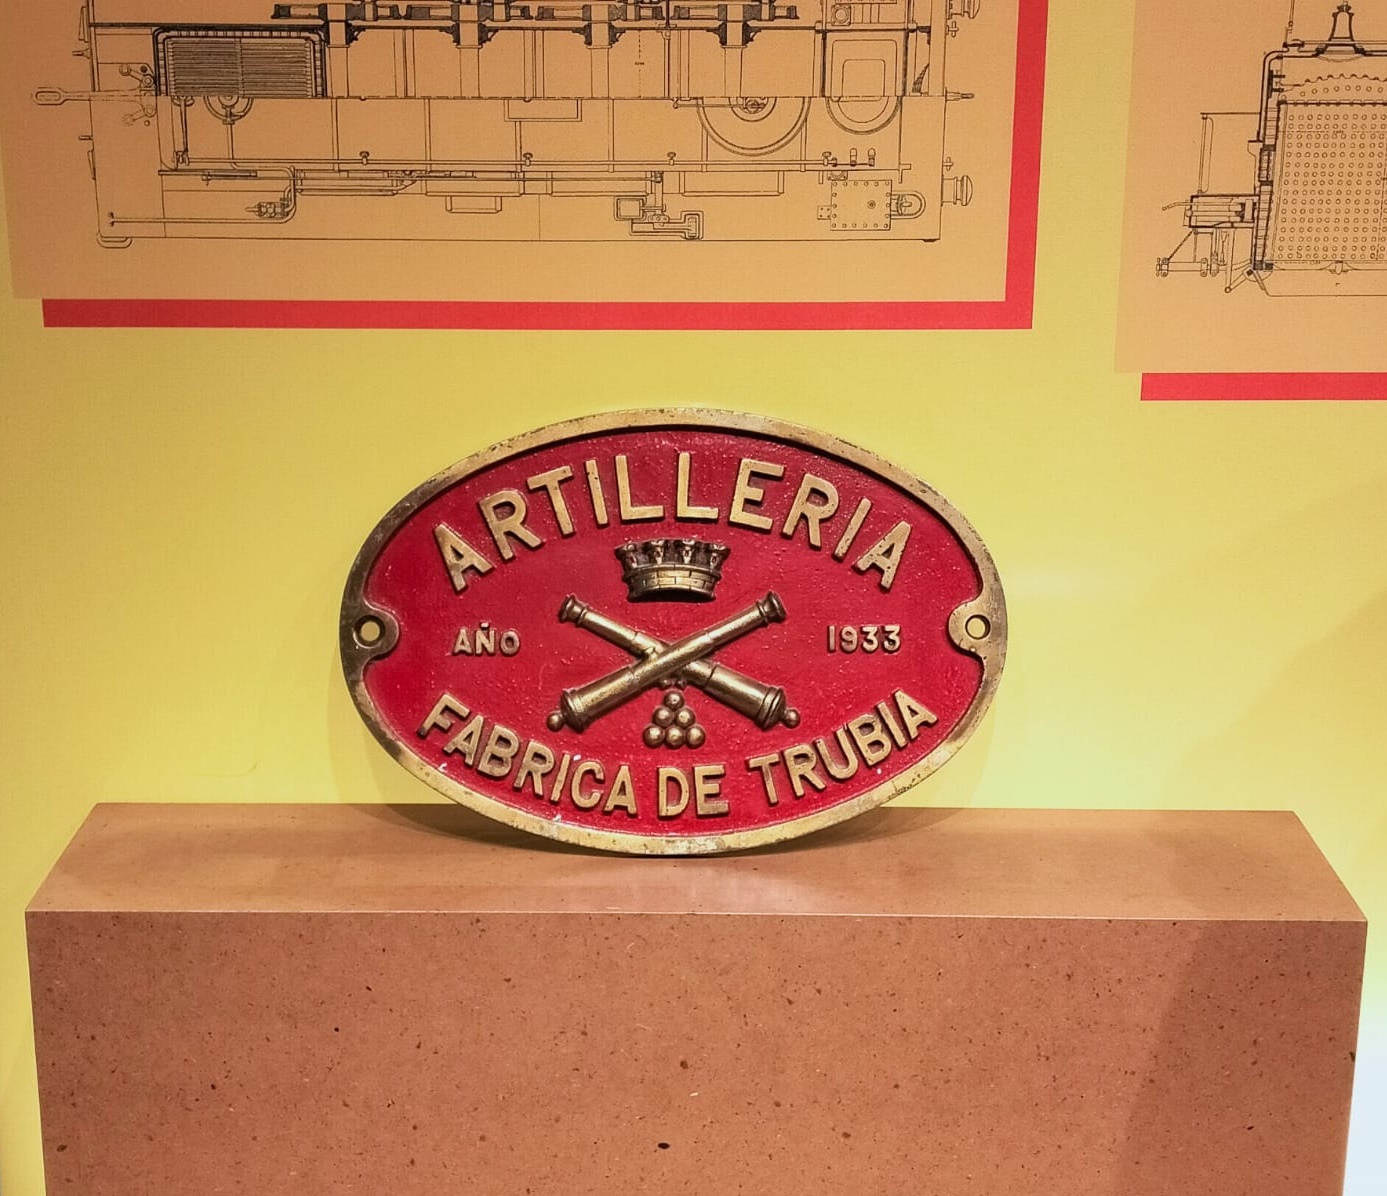 ARTILLERIA
AÑO 1933
FABRICA DE TRUBIA